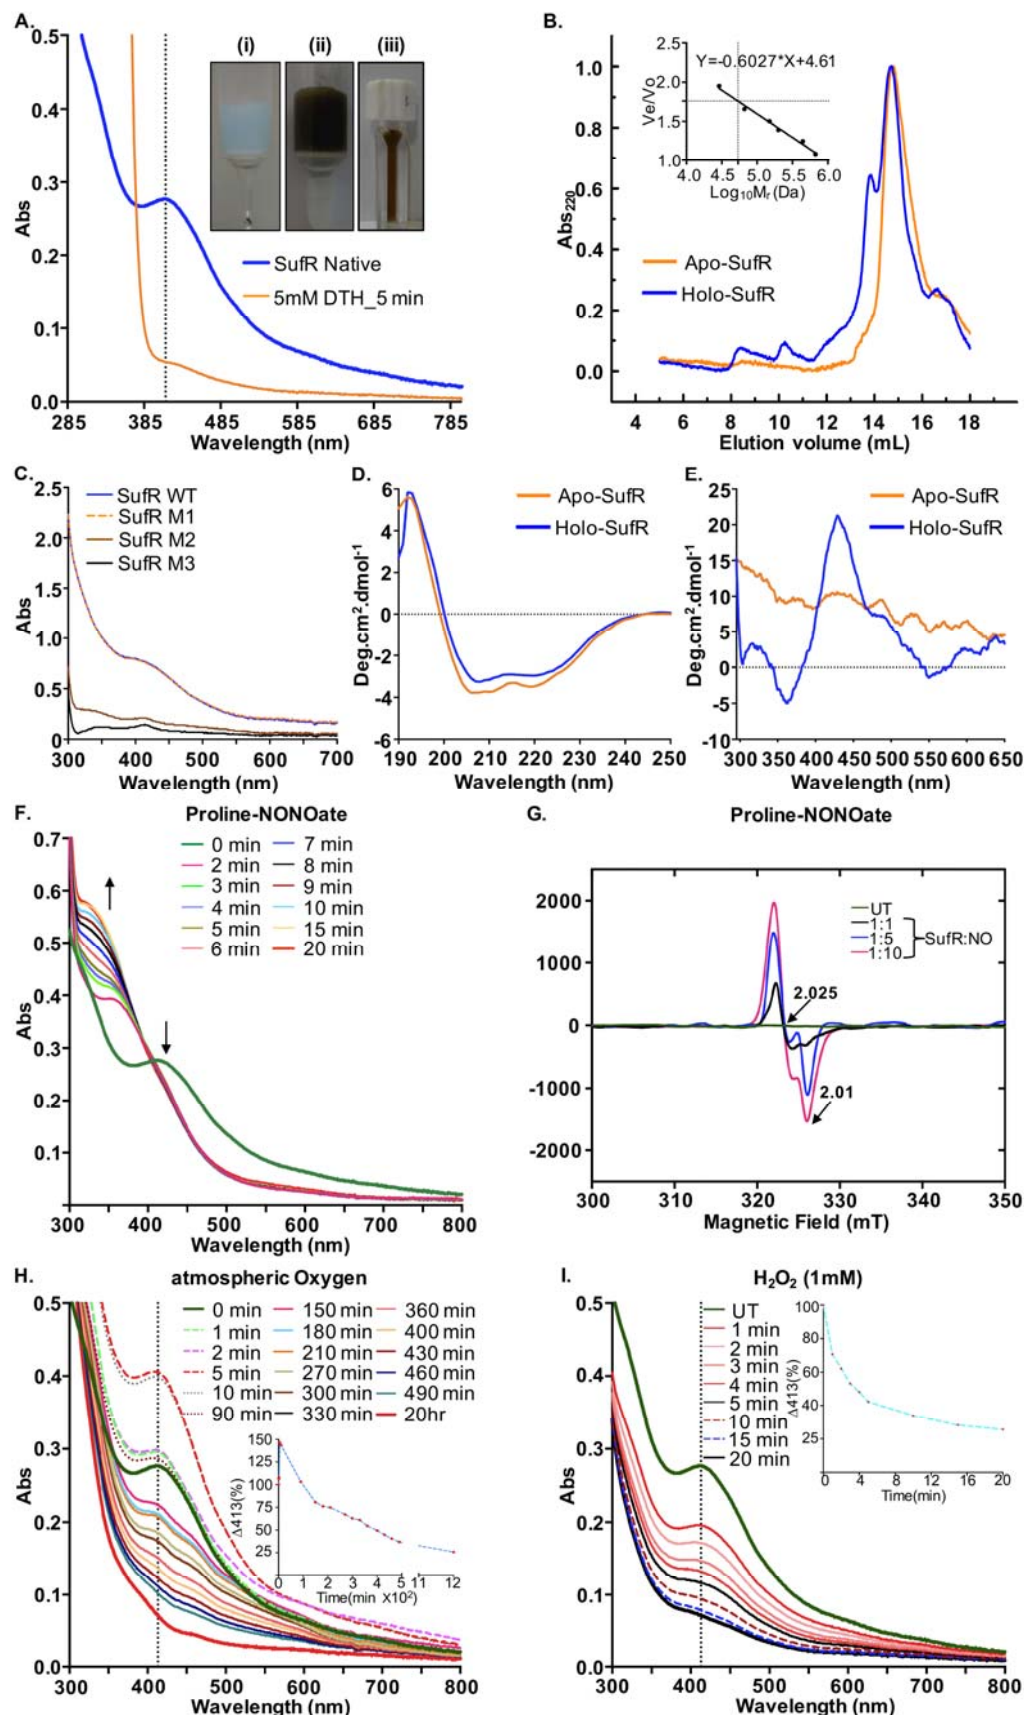 A.
0.5
0.4
0.3
0.2
0.1
0.0
Abs
(i) (ii) (iii)
SufR Native
5mM DTH_5 min
285 385 485 585 685 785
Wavelength (nm)
B.
1.0
0.8
0.6
0.4
0.2
0.0
Abs220
2.5
2.0
1.5
1.0
Ve/Vo
Y=-0.6027*X+4.61
4.0 4.5 5.0 5.5 6.0
Log10Mr (Da)
Apo-SufR
Holo-SufR
4 6 8 10 12 14 16 18
Elution volume (mL)
C.
2.5
2.0
1.5
1.0
0.5
0
Abs
SufR WT
SufR M1
SufR M2
SufR M3
300 400 500 600 700
Wavelength (nm)
D.
6
4
2
0
-2
-4
-6
Deg.cm2.dmol-1
Apo-SufR
Holo-SufR
190 200 210 220 230 240 250
Wavelength (nm)
E.
25
20
15
10
5
0
-5
-10
Deg.cm2.dmol-1
Apo-SufR
Holo-SufR
300 350 400 450 500 550 600 650
Wavelength (nm)
F.
Proline-NONOate
0.7
0.6
0.5
0.4
0.3
0.2
0.1
Abs
0 min 7 min
2 min 8 min
3 min 9 min
4 min 10 min
5 min 15 min
6 min 20 min
300 400 500 600 700 800
Wavelength (nm)
G.
Proline-NONOate
2000
1000
0
-1000
-2000
UT
1:1
1:5 SufR:NO
1:10
2.025
2.01
300 310 320 330 340 350
Magnetic Field (mT)
H.
atmospheric Oxygen
0.5
0.4
0.3
0.2
0.1
0.0
Abs
0 min 150 min 360 min
1 min 180 min 400 min
2 min 210 min 430 min
5 min 270 min 460 min
10 min 300 min 490 min
90 min 330 min 20hr
150
125
100
75
50
25
Δ413(%)
0 1 2 3 4 5 11 12
Time(min X10²)
300 400 500 600 700 800
Wavelength (nm)
I.
H2O2 (1mM)
0.5
0.4
0.3
0.2
0.1
0.0
Abs
UT
1 min
2 min
3 min
4 min
5 min
10 min
15 min
20 min
100
80
60
40
25
Δ413(%)
0 4 8 12 16 20
Time(min)
300 400 500 600 700 800
Wavelength (nm)